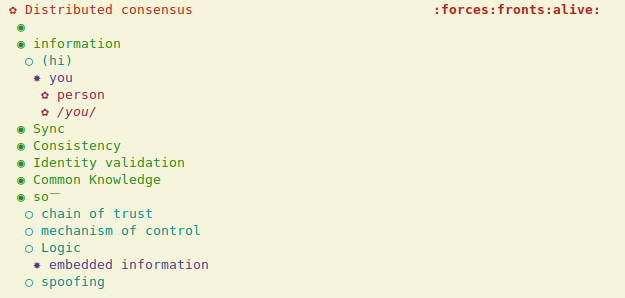 ✿ Distributed consensus :forces:fronts:alive:
◉
◉ information
○ (hi)
✸ you
✿ person
✿ /you/
◉ Sync
◉ Consistency
◉ Identity validation
◉ Common Knowledge
◉ so¯
○ chain of trust
○ mechanism of control
○ Logic
✸ embedded information
○ spoofing